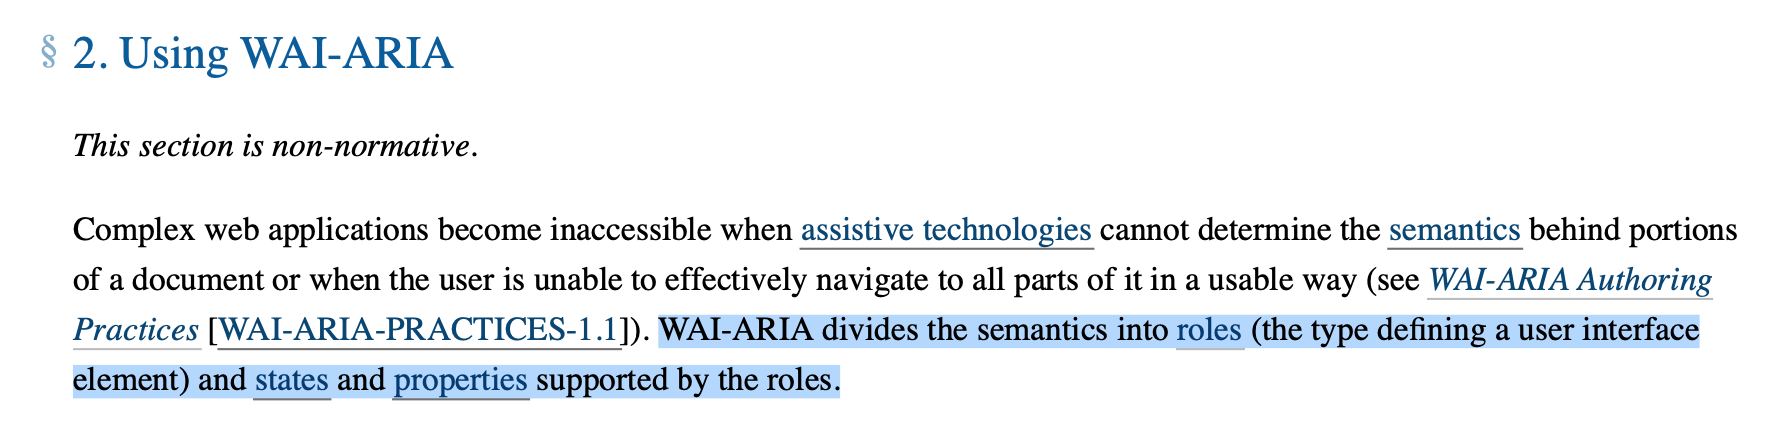 § 2. Using WAI-ARIA
This section is non-normative.
Complex web applications become inaccessible when assistive technologies cannot determine the semantics behind portions
of a document or when the user is unable to effectively navigate to all parts of it in a usable way (see WAI-ARIA Authoring
Practices [WAI-ARIA-PRACTICES-1.1]). WAI-ARIA divides the semantics into roles (the type defining a user interface
element) and states and properties supported by the roles.